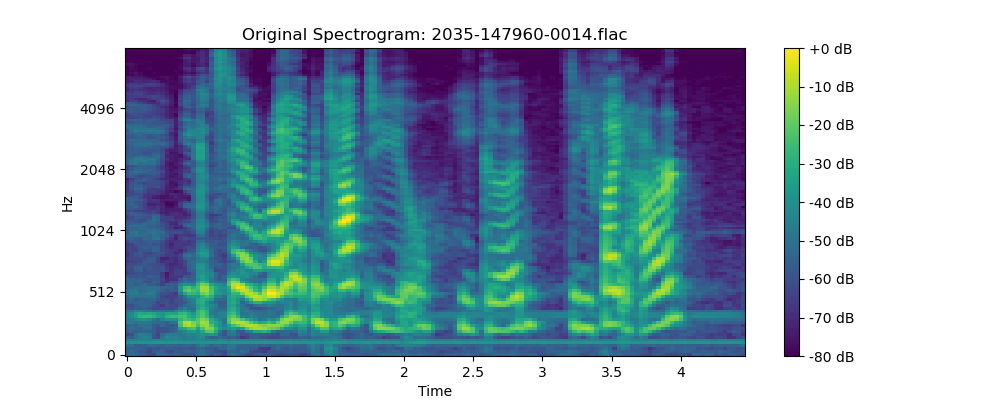 Original Spectrogram: 2035-147960-0014.flac
Hz
4096
2048
1024
512
0
0
0.5
1
1.5
2
2.5
3
3.5
4
Time
+0 dB
-10 dB
-20 dB
-30 dB
-40 dB
-50 dB
-60 dB
-70 dB
-80 dB